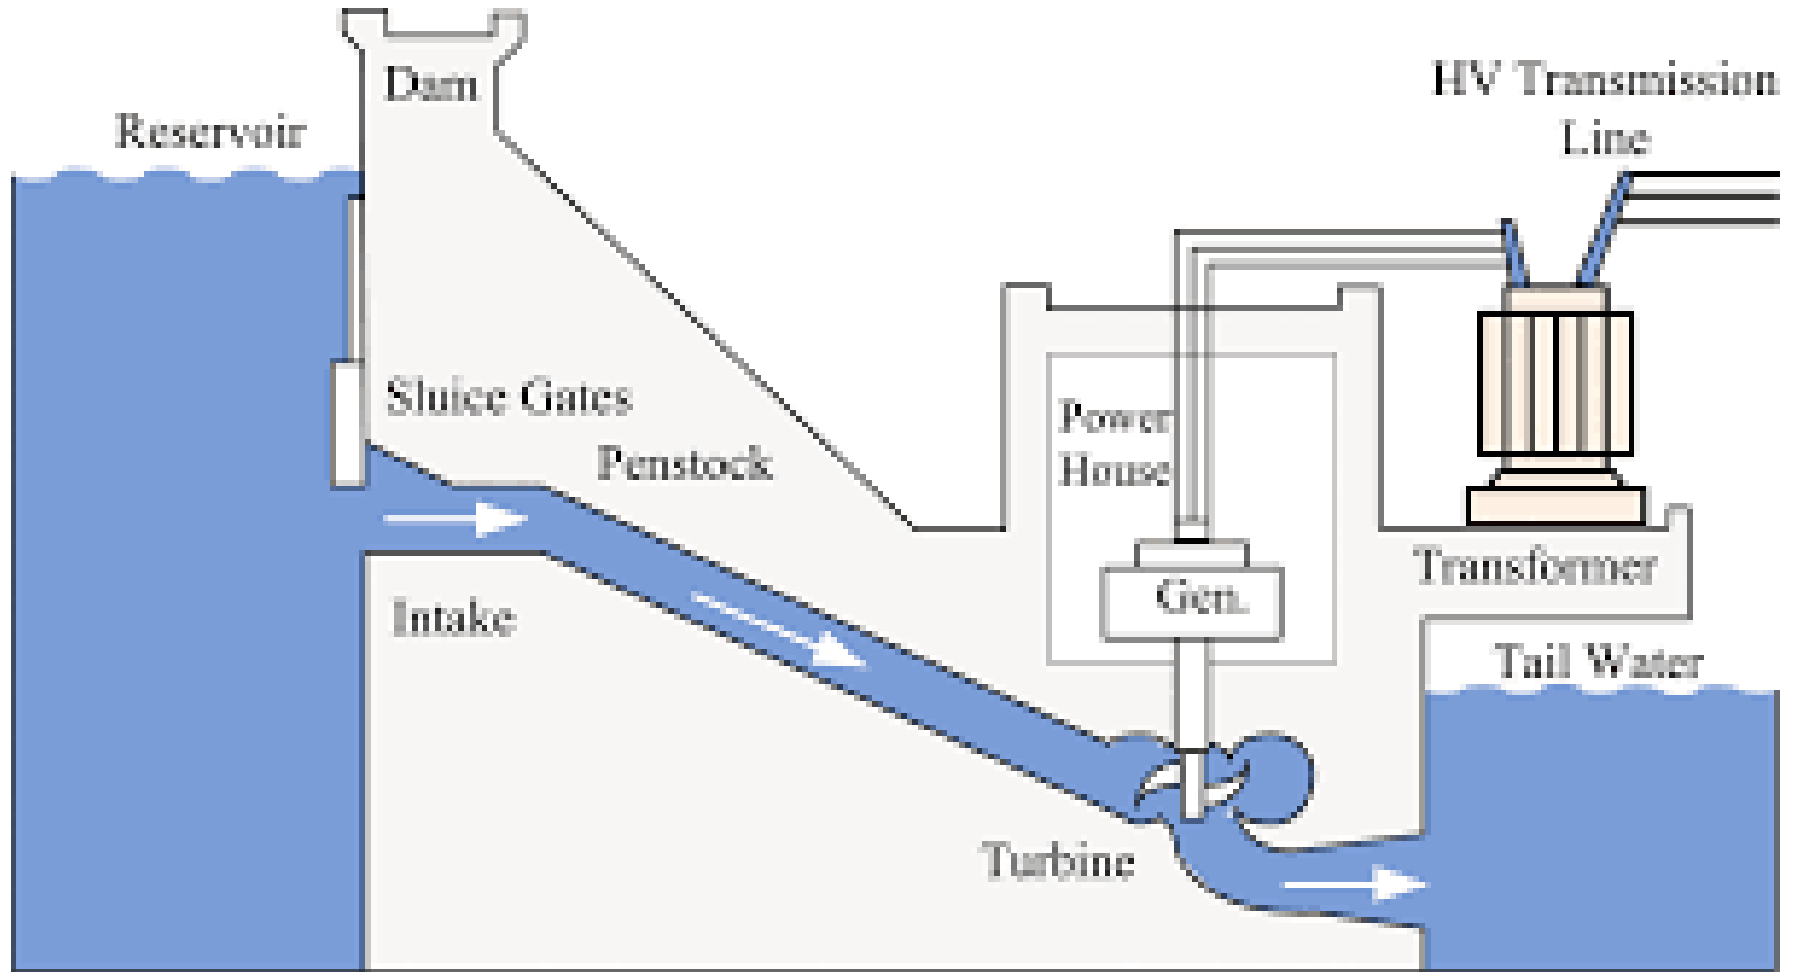 Dam
HV Transmission
Line
Reservoir
Sluice Gates
Penstock
Power
House
Gen.
Transformer
Intake
Tail Water
Turbine